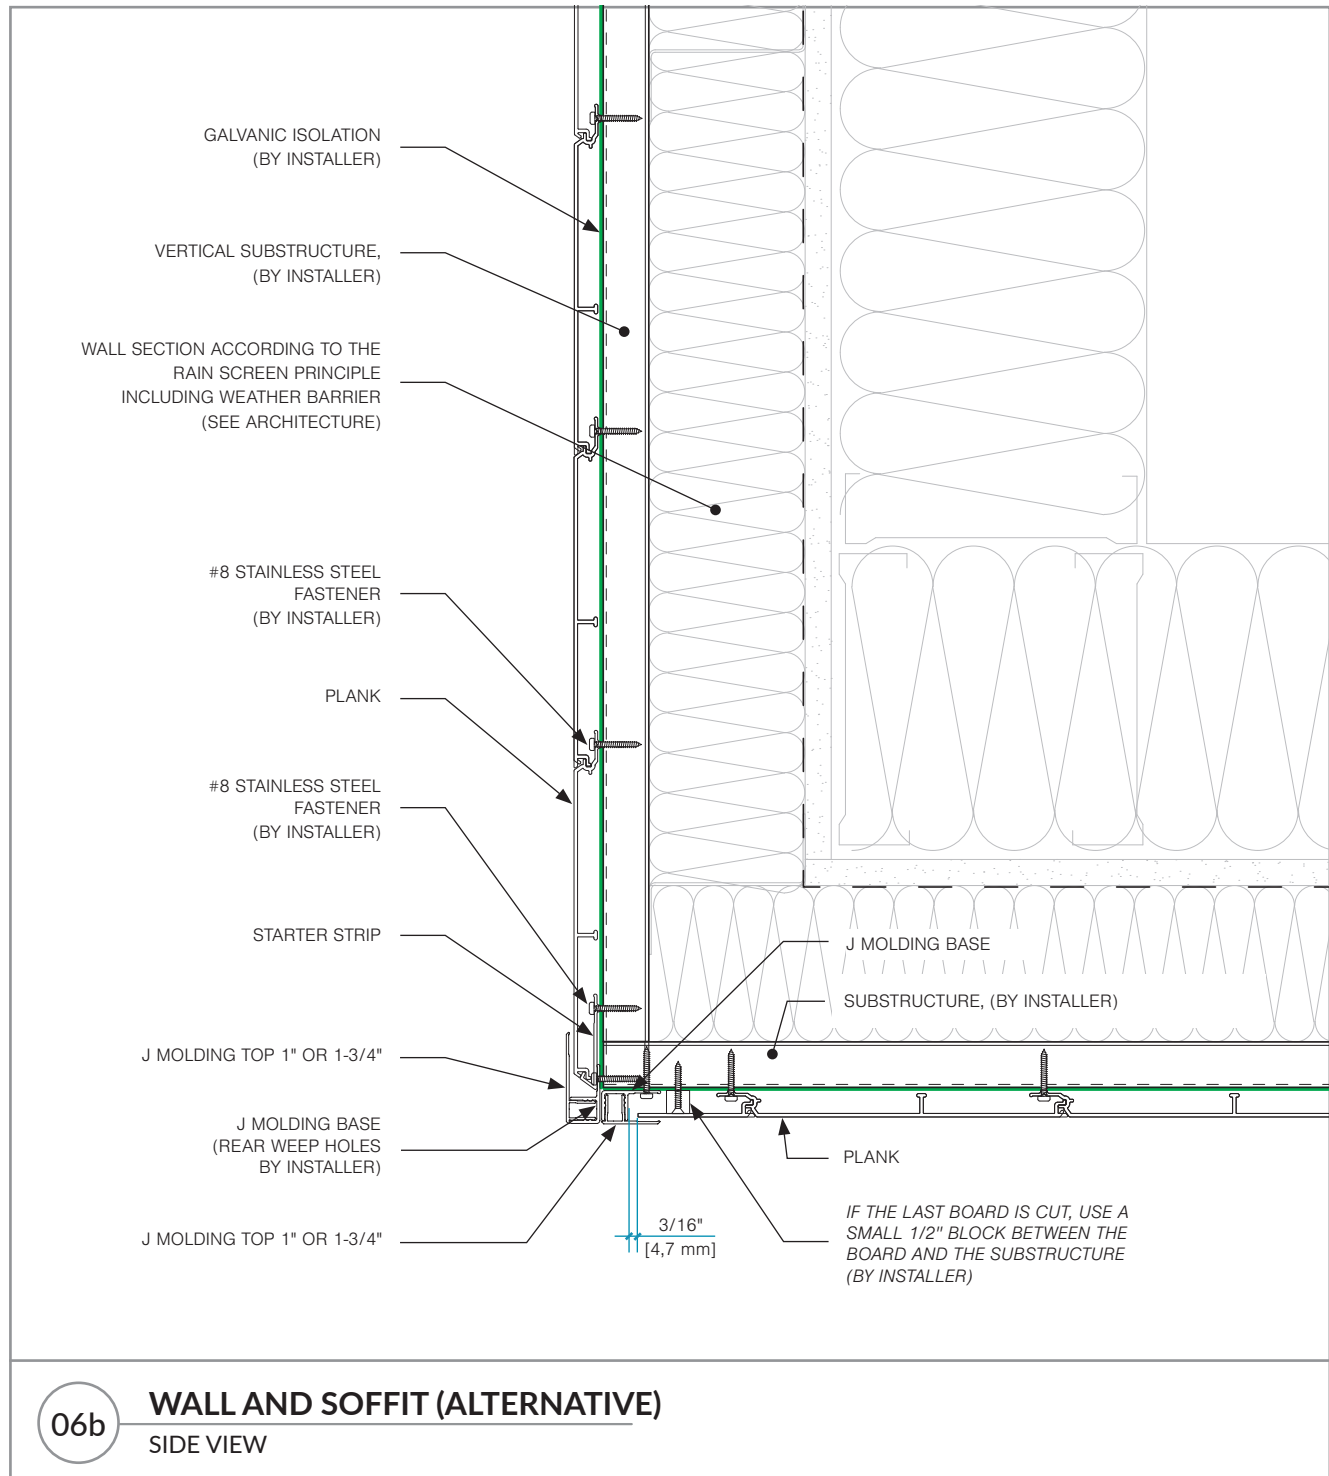 GALVANIC ISOLATION
(BY INSTALLER)
VERTICAL SUBSTRUCTURE,
(BY INSTALLER)
WALL SECTION ACCORDING TO THE
RAIN SCREEN PRINCIPLE
INCLUDING WEATHER BARRIER
(SEE ARCHITECTURE)
#8 STAINLESS STEEL
FASTENER
(BY INSTALLER)
PLANK
#8 STAINLESS STEEL
FASTENER
(BY INSTALLER)
STARTER STRIP
J MOLDING TOP 1" OR 1-3/4"
J MOLDING BASE
(REAR WEEP HOLES
BY INSTALLER)
J MOLDING TOP 1" OR 1-3/4"
J MOLDING BASE
SUBSTRUCTURE, (BY INSTALLER)
PLANK
3/16"
[4,7 mm]
IF THE LAST BOARD IS CUT, USE A
SMALL 1/2" BLOCK BETWEEN THE
BOARD AND THE SUBSTRUCTURE
(BY INSTALLER)
06b
WALL AND SOFFIT (ALTERNATIVE)
SIDE VIEW